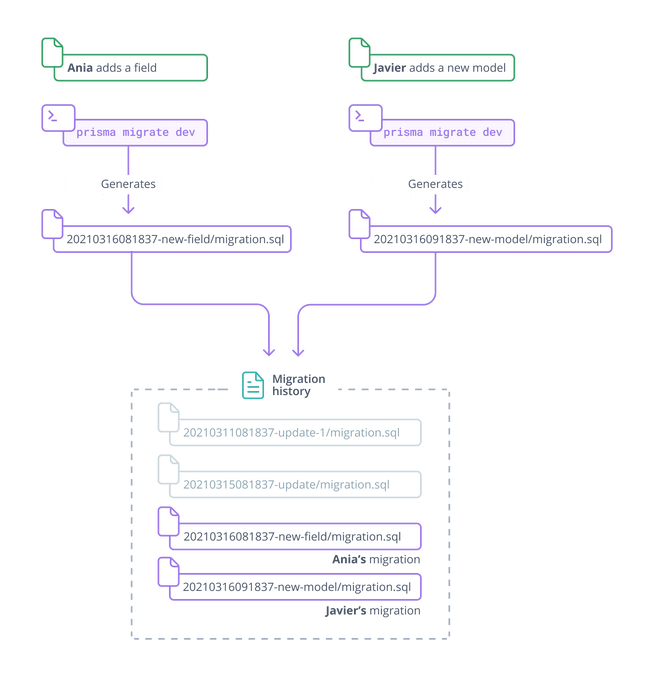 Ania adds a field
Javier adds a new model
prisma migrate dev
prisma migrate dev
Generates
Generates
20210316081837-new-field/migration.sql
20210316091837-new-model/migration.sql
Migration
history
20210311081837-update-1/migration.sql
20210315081837-update/migration.sql
20210316081837-new-field/migration.sql
Ania’s migration
20210316091837-new-model/migration.sql
Javier’s migration